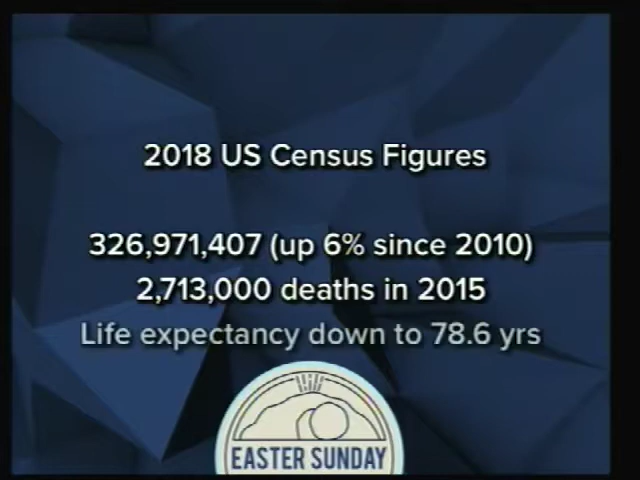 2018 US Census Figures
326,971,407 (up 6% since 2010)
2,713,000 deaths in 2015
Life expectancy down to 78.6 yrs
EASTER SUNDAY